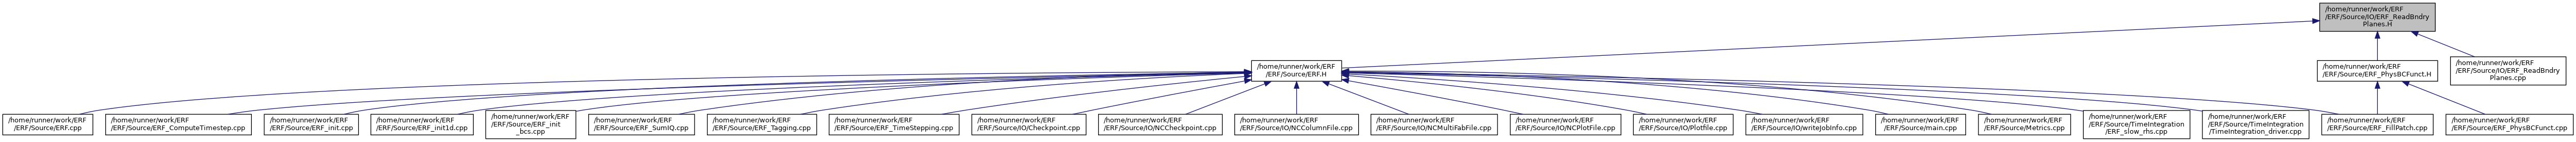 /home/runner/work/ERF
/ERF/Source/IO/ERF_ReadBndry
Planes.H
/home/runner/work/ERF
/ERF/Source/ERF.H
/home/runner/work/ERF
/ERF/Source/ERF_PhysBCFunct.H
/home/runner/work/ERF
/ERF/Source/IO/ERF_ReadBndry
Planes.cpp
/home/runner/work/ERF
/ERF/Source/ERF.cpp
/home/runner/work/ERF
/ERF/Source/ERF_ComputeTimestep.cpp
/home/runner/work/ERF
/ERF/Source/ERF_init.cpp
/home/runner/work/ERF
/ERF/Source/ERF_init1d.cpp
/home/runner/work/ERF
/ERF/Source/ERF_init
_bcs.cpp
/home/runner/work/ERF
/ERF/Source/ERF_SumIQ.cpp
/home/runner/work/ERF
/ERF/Source/ERF_Tagging.cpp
/home/runner/work/ERF
/ERF/Source/ERF_TimeStepping.cpp
/home/runner/work/ERF
/ERF/Source/IO/Checkpoint.cpp
/home/runner/work/ERF
/ERF/Source/IO/NCCheckpoint.cpp
/home/runner/work/ERF
/ERF/Source/IO/NCColumnFile.cpp
/home/runner/work/ERF
/ERF/Source/IO/NCMultiFabFile.cpp
/home/runner/work/ERF
/ERF/Source/IO/NCPlotFile.cpp
/home/runner/work/ERF
/ERF/Source/IO/Plotfile.cpp
/home/runner/work/ERF
/ERF/Source/IO/writeJobInfo.cpp
/home/runner/work/ERF
/ERF/Source/main.cpp
/home/runner/work/ERF
/ERF/Source/Metrics.cpp
/home/runner/work/ERF
/ERF/Source/TimeIntegration
/ERF_slow_rhs.cpp
/home/runner/work/ERF
/ERF/Source/TimeIntegration
/TimeIntegration_driver.cpp
/home/runner/work/ERF
/ERF/Source/ERF_FillPatch.cpp
/home/runner/work/ERF
/ERF/Source/ERF_PhysBCFunct.cpp